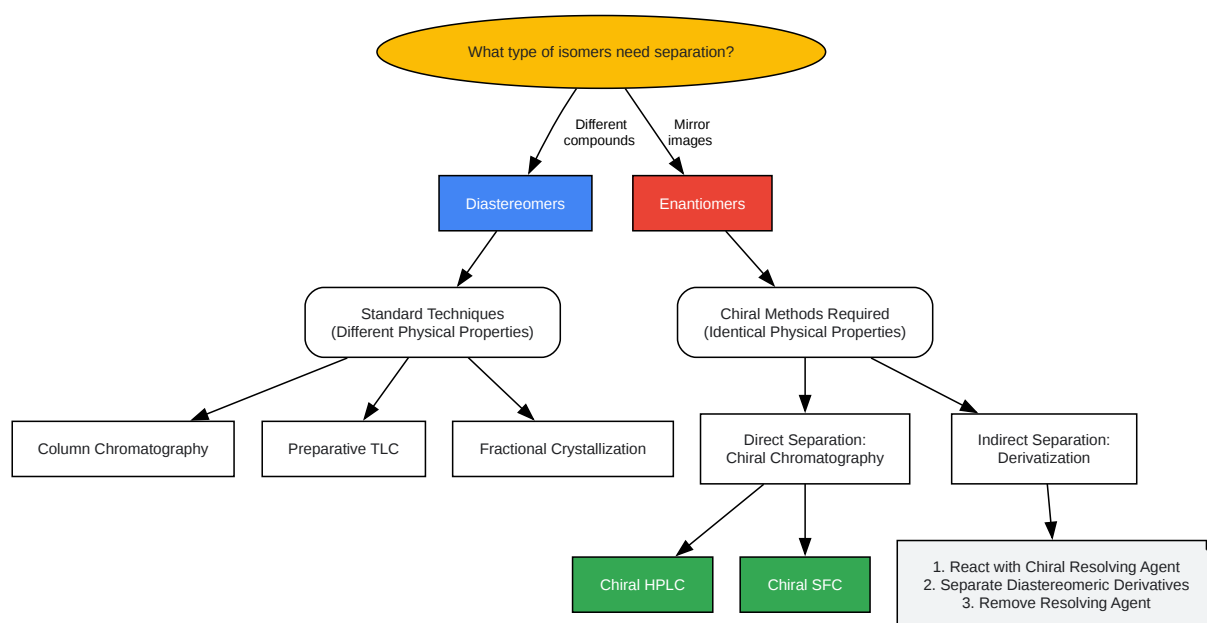 What type of isomers need separation?
Different
compounds
Mirror
images
Diastereomers
Enantiomers
Standard Techniques
(Different Physical Properties)
Chiral Methods Required
(Identical Physical Properties)
Column Chromatography
Preparative TLC
Fractional Crystallization
Direct Separation:
Chiral Chromatography
Indirect Separation:
Derivatization
Chiral HPLC
Chiral SFC
1. React with Chiral Resolving Agent
2. Separate Diastereomeric Derivatives
3. Remove Resolving Agent